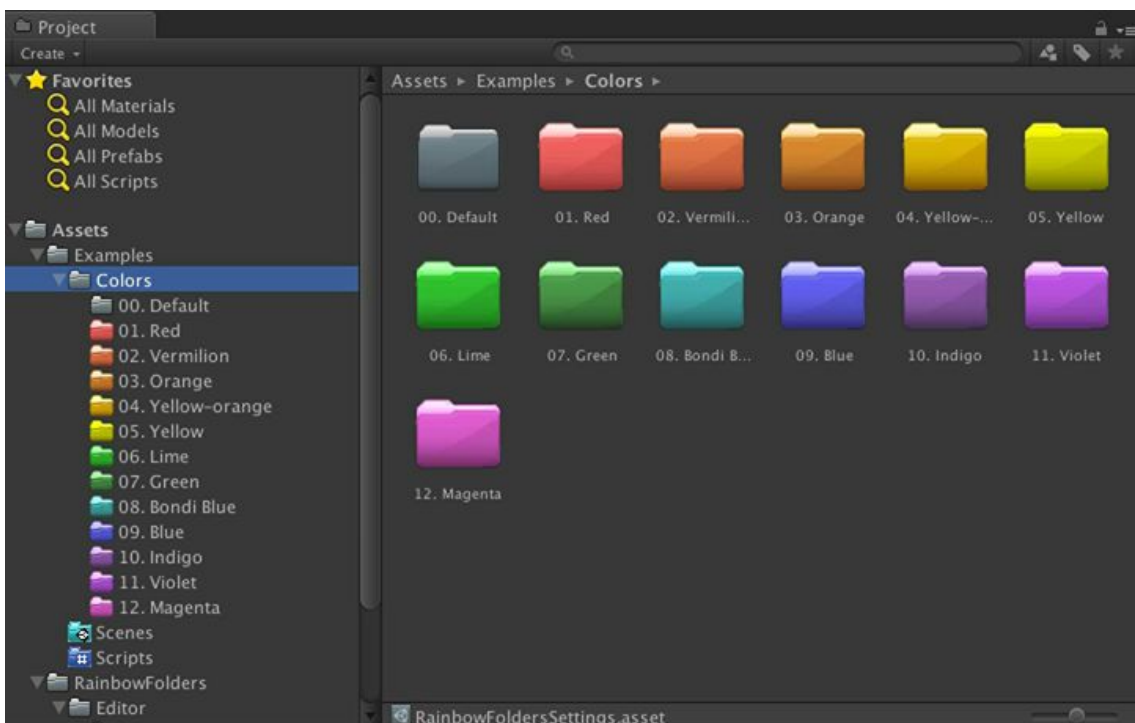 Project
Create
Favorites
All Materials
All Models
All Prefabs
All Scripts
Assets
Examples
Colors
00. Default
01. Red
02. Vermilion
03. Orange
04. Yellow-orange
05. Yellow
06. Lime
07. Green
08. Bondi Blue
09. Blue
10. Indigo
11. Violet
12. Magenta
Scenes
# Scripts
RainbowFolders
Editor
Assets ▸ Examples ▸ Colors ▸
00. Default 01. Red 02. Vermili... 03. Orange 04. Yellow-... 05. Yellow
06. Lime 07. Green 08. Bondi B... 09. Blue 10. Indigo 11. Violet
12. Magenta
RainbowFoldersSettings.asset